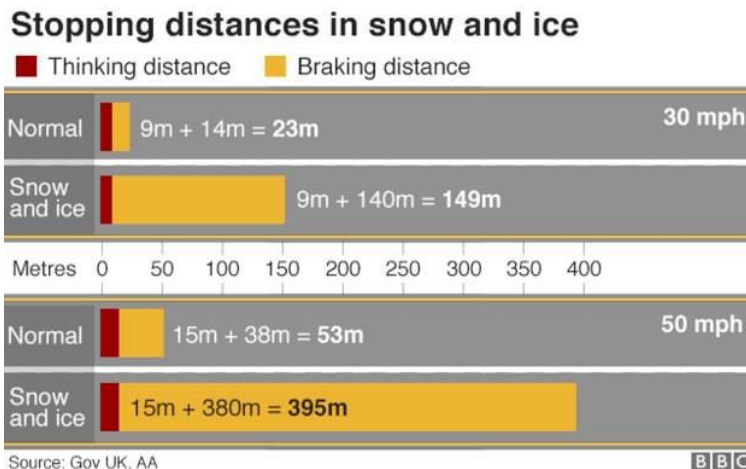 Stopping distances in snow and ice
Thinking distance Braking distance
Normal 9m + 14m = 23m 30 mph
Snow
and ice 9m + 140m = 149m
Metres 0 50 100 150 200 250 300 350 400
Normal 15m + 38m = 53m 50 mph
Snow
and ice 15m + 380m = 395m
Source: Gov UK, AA BBC